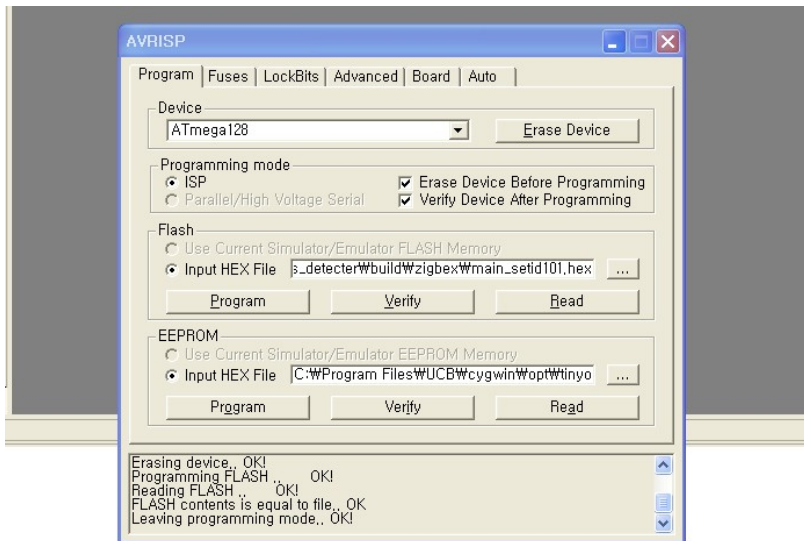 AVRISP
Program Fuses LockBits Advanced Board Auto
Device
ATmega128 Erase Device
Programming mode
ISP Erase Device Before Programming
Parallel/High Voltage Serial Verify Device After Programming
Flash
Use Current Simulator/Emulator FLASH Memory
Input HEX File s_detecter₩build₩zigbex₩main_setid101.hex ...
Program Verify Read
EEPROM
Use Current Simulator/Emulator EEPROM Memory
Input HEX File C:₩Program Files₩UCB₩cygwin₩opt₩tinyo ...
Program Verify Read
Erasing device.. OK!
Programming FLASH .. OK!
Reading FLASH .. OK!
FLASH contents is equal to file.. OK
Leaving programming mode.. OK!